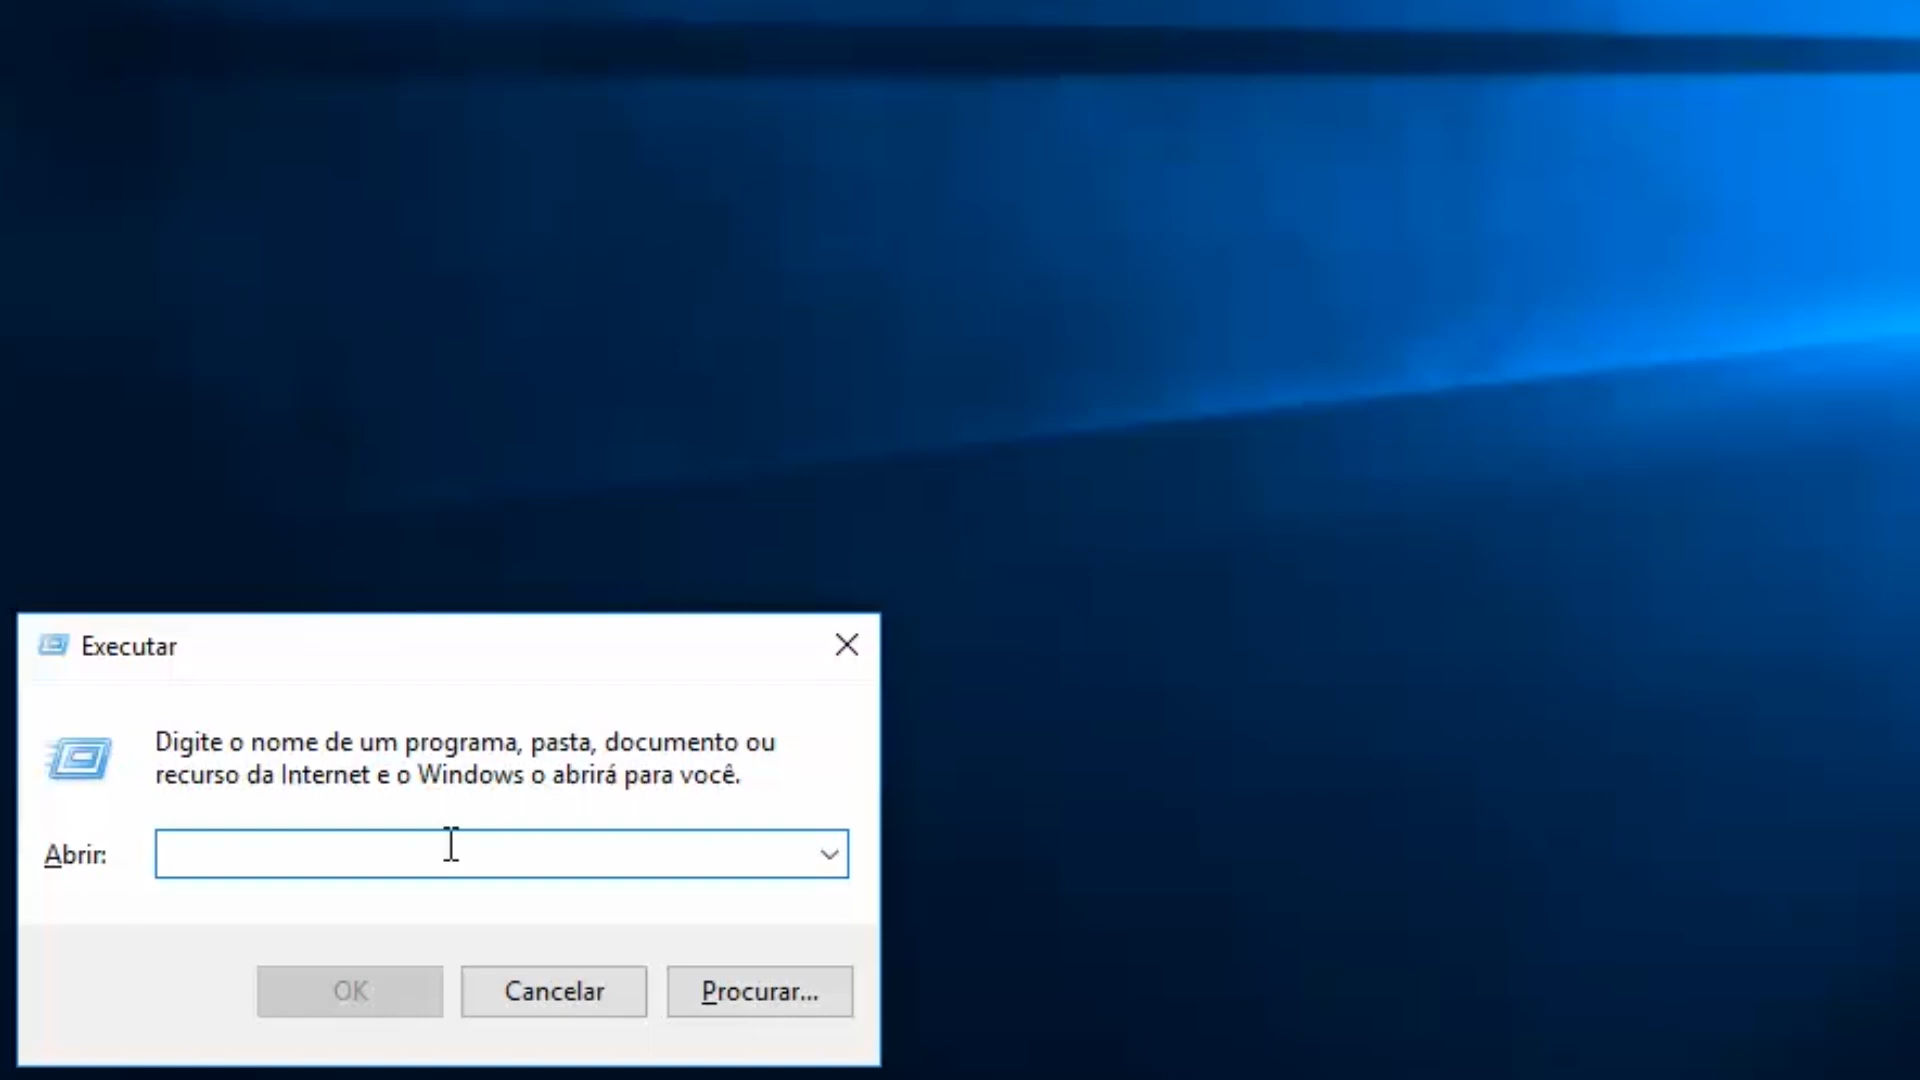 Executar
Digite o nome de um programa, pasta, documento ou
recurso da Internet e o Windows o abrirá para você.
Abrir:
OK
Cancelar
Procurar...